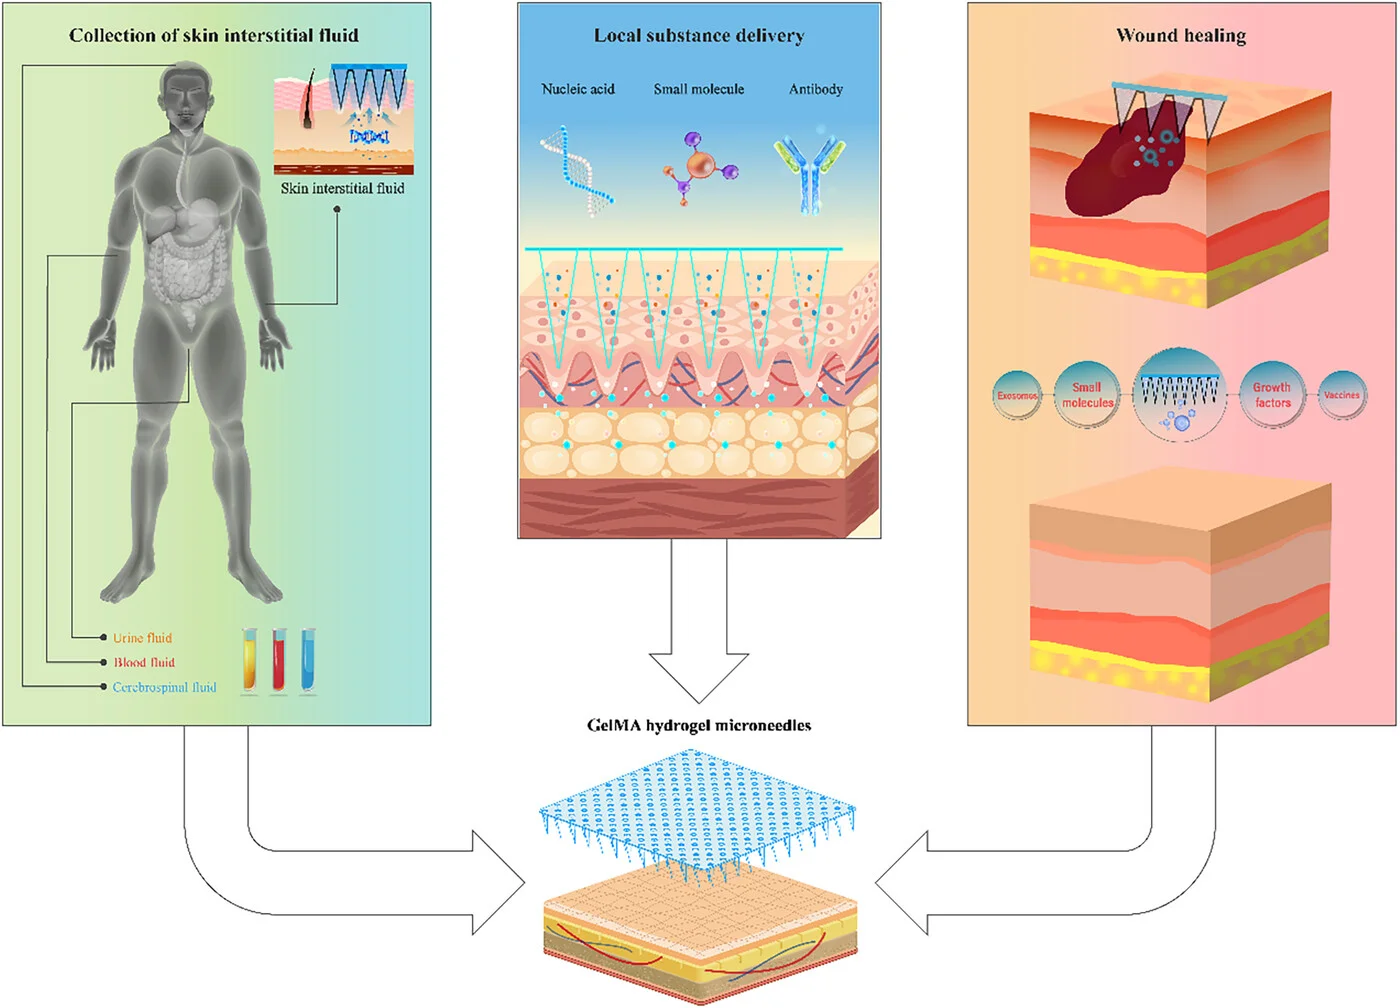 Collection of skin interstitial fluid
Skin interstitial fluid
Urine fluid
Blood fluid
Cerebrospinal fluid
Local substance delivery
Nucleic acid
Small molecule
Antibody
Wound healing
Exosomes
Small
molecules
Growth
factors
Vaccines
GelMA hydrogel microneedles